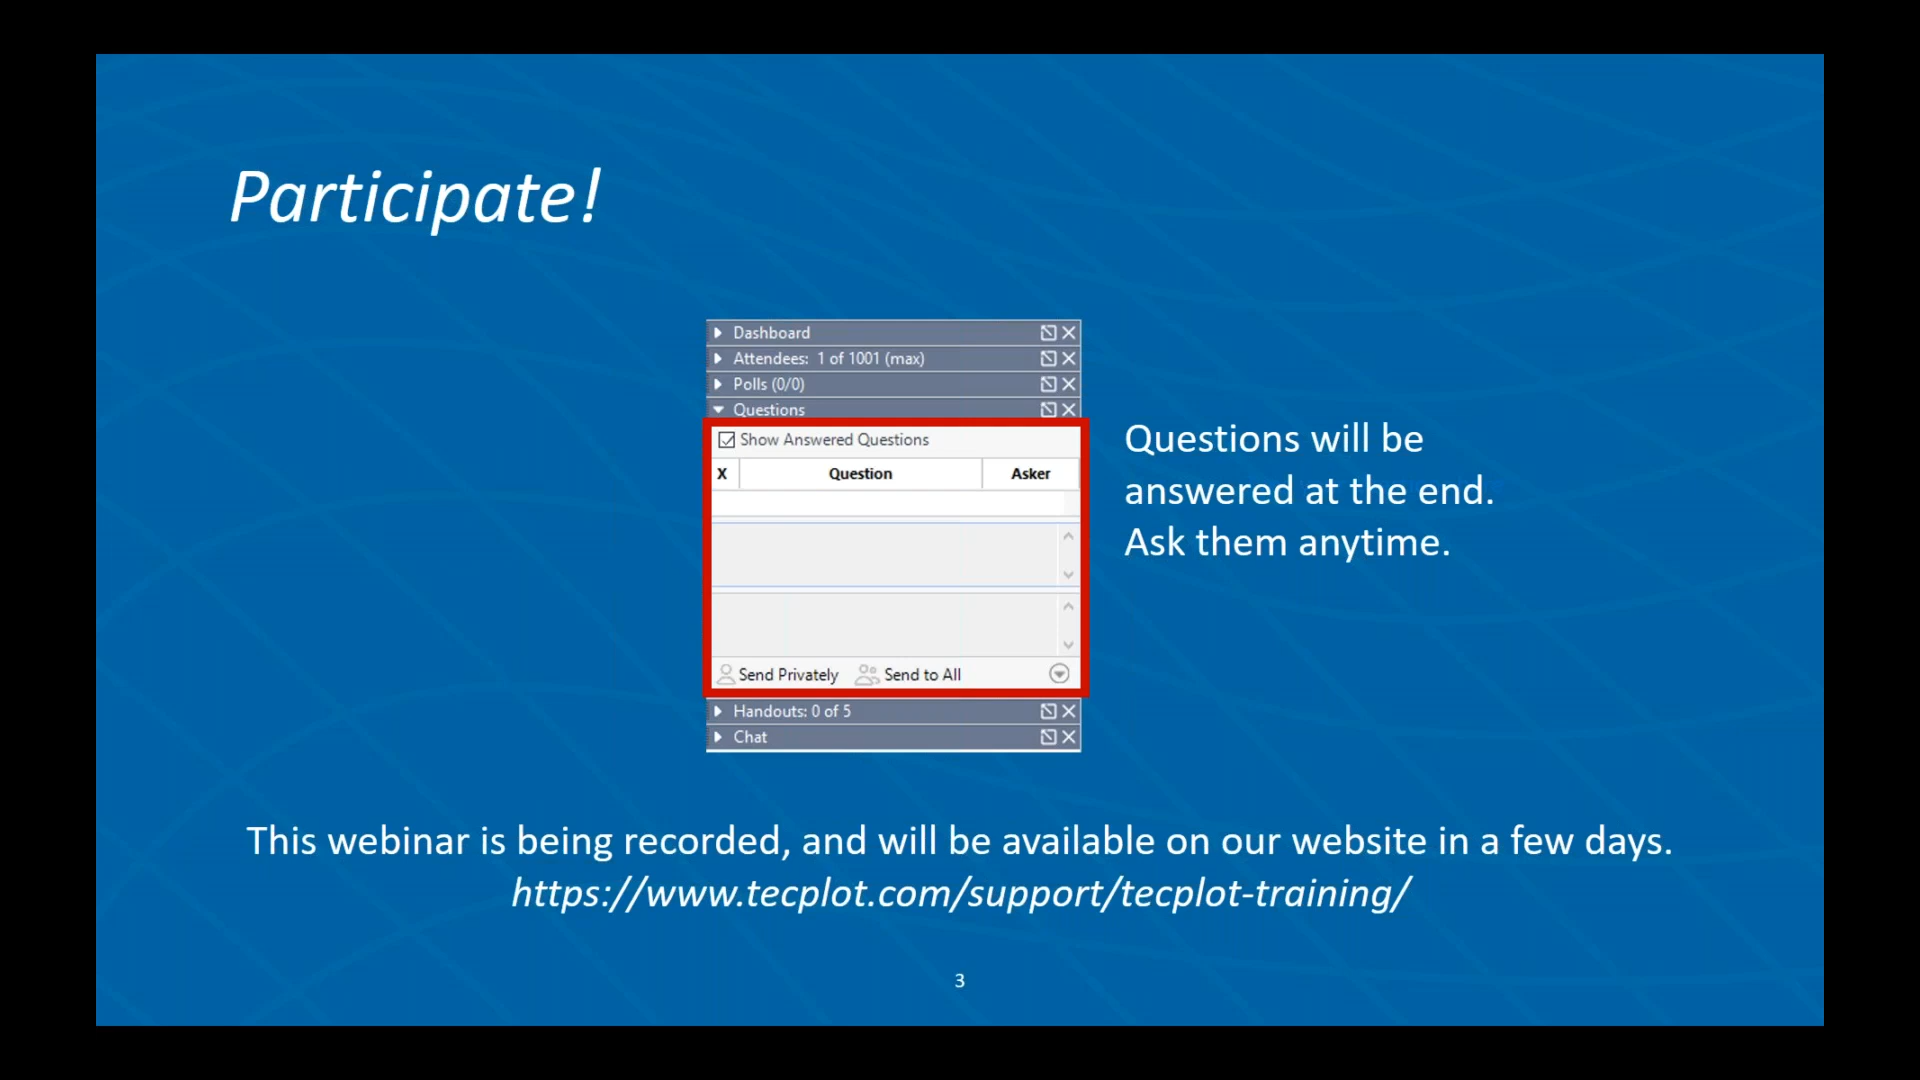 Participate!
Dashboard
Attendees: 1 of 1001 (max)
Polls (0/0)
Questions
Show Answered Questions
X Question Asker
Send Privately Send to All
Handouts: 0 of 5
Chat
Questions will be
answered at the end.
Ask them anytime.
This webinar is being recorded, and will be available on our website in a few days.
https://www.tecplot.com/support/tecplot-training/
3